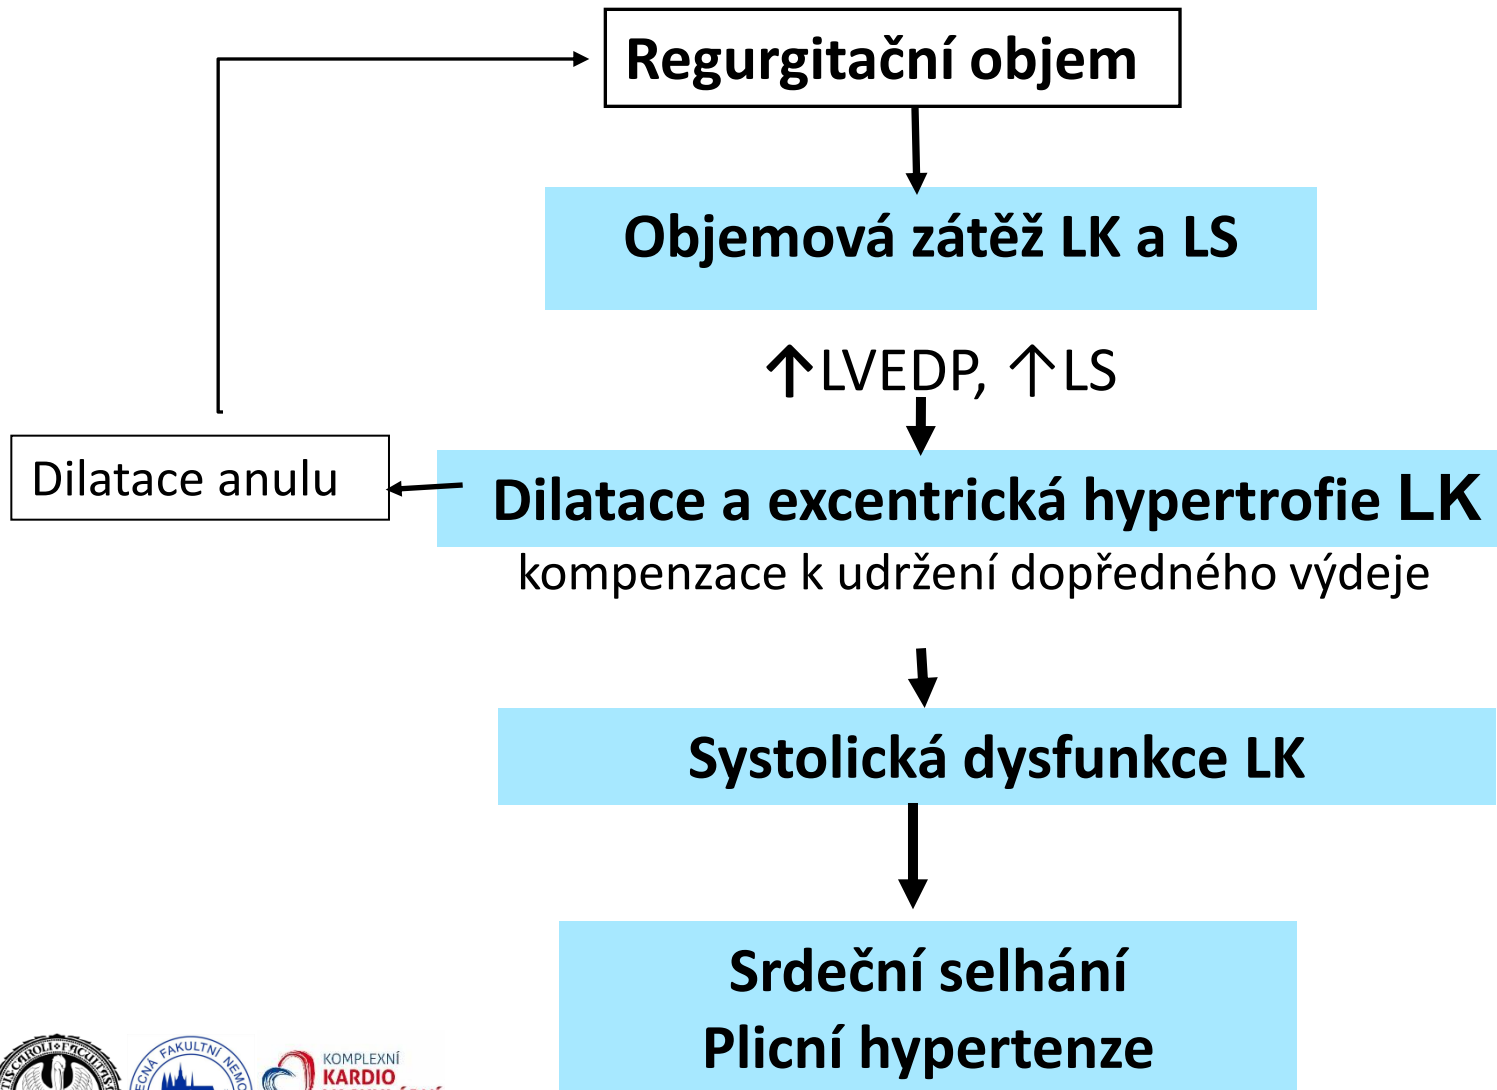 Regurgitační objem
Objemová zátěž LK a LS
↑LVEDP, ↑LS
Dilatace anulu
Dilatace a excentrická hypertrofie LK
kompenzace k udržení dopředného výdeje
Systolická dysfunkce LK
Srdeční selhání
Plicní hypertenze
FAKULTNÍ
KOMPLEXNÍ
KARDIO